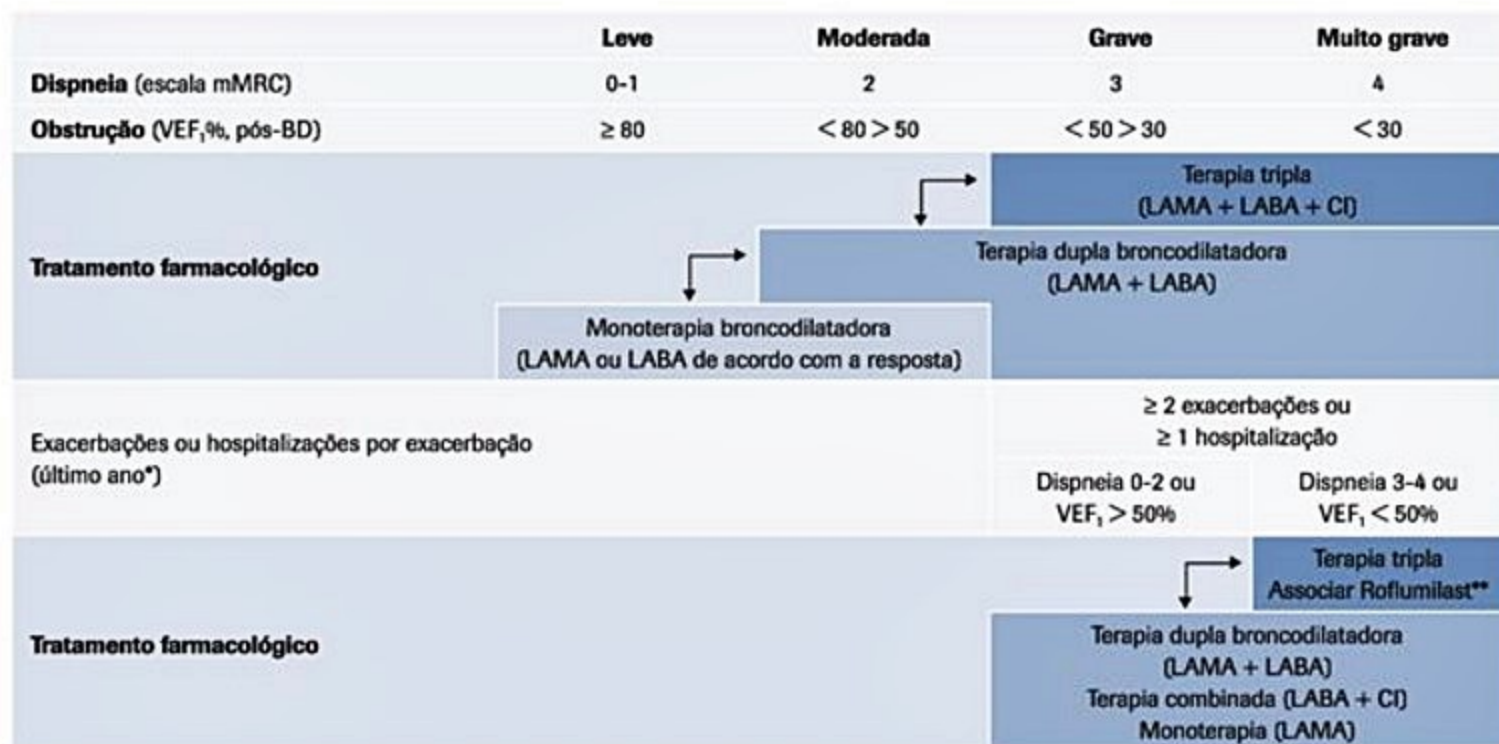 Leve Moderada Grave Muito grave
Dispneia (escala mMRC) 0-1 2 3 4
Obstrução (VEF₁%, pós-BD) ≥ 80 < 80 > 50 < 50 > 30 < 30
Terapia tripla
(LAMA + LABA + CI)
Tratamento farmacológico
Terapia dupla broncodilatadora
(LAMA + LABA)
Monoterapia broncodilatadora
(LAMA ou LABA de acordo com a resposta)
Exacerbações ou hospitalizações por exacerbação
(último ano*)
≥ 2 exacerbações ou
≥ 1 hospitalização
Dispneia 0-2 ou
VEF₁ > 50%
Dispneia 3-4 ou
VEF₁ < 50%
Terapia tripla
Associar Roflumilast**
Tratamento farmacológico
Terapia dupla broncodilatadora
(LAMA + LABA)
Terapia combinada (LABA + CI)
Monoterapia (LAMA)